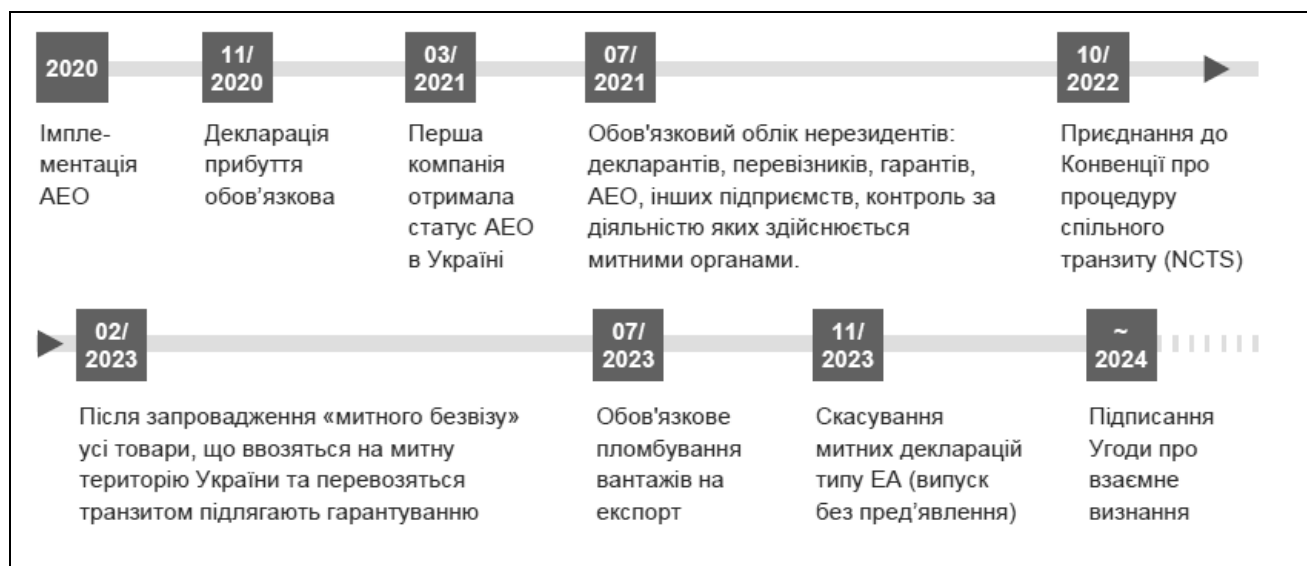 2020
11/
2020
03/
2021
07/
2021
10/
2022
Імпле-
ментація
АЕО
Декларація
прибуття
обов’язкова
Перша
компанія
отримала
статус АЕО
в Україні
Обов'язковий облік нерезидентів:
декларантів, перевізників, гарантів,
АЕО, інших підприємств, контроль за
діяльністю яких здійснюється
митними органами.
Приєднання до
Конвенції про
процедуру
спільного
транзиту (NCTS)
02/
2023
07/
2023
11/
2023
~
2024
Після запровадження «митного безвізу»
усі товари, що ввозяться на митну
територію України та перевозяться
транзитом підлягають гарантуванню
Обов'язкове
пломбування
вантажів на
експорт
Скасування
митних декларацій
типу ЕА (випуск
без пред’явлення)
Підписання
Угоди про
взаємне
визнання